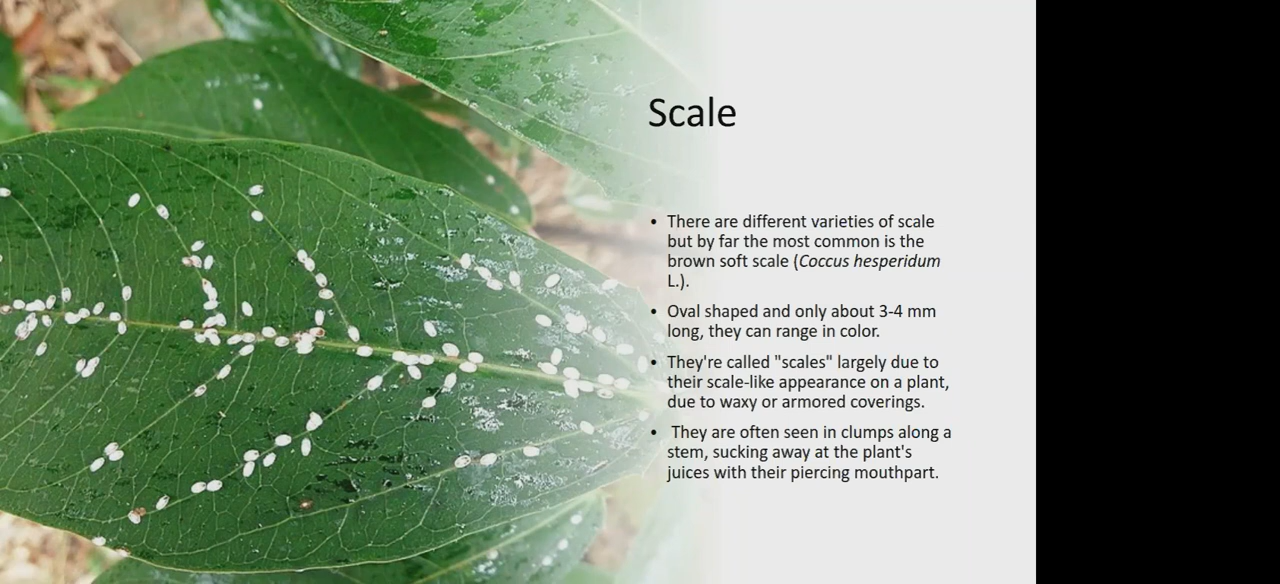 Scale
• There are different varieties of scale
but by far the most common is the
brown soft scale (Coccus hesperidum
L.).
• Oval shaped and only about 3-4 mm
long, they can range in color.
• They're called "scales" largely due to
their scale-like appearance on a plant,
due to waxy or armored coverings.
• They are often seen in clumps along a
stem, sucking away at the plant's
juices with their piercing mouthpart.